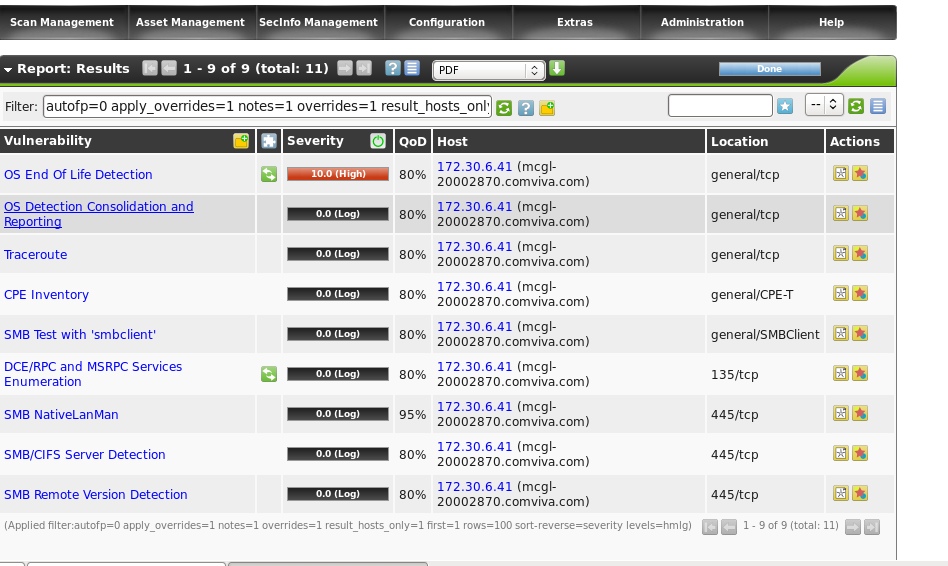 Scan Management Asset Management SecInfo Management Configuration Extras Administration Help
Report: Results 1 - 9 of 9 (total: 11) ? PDF Done
Filter: autofp=0 apply_overrides=1 notes=1 overrides=1 result_hosts_only ? --
Vulnerability Severity QoD Host Location Actions
OS End Of Life Detection 10.0 (High) 80% 172.30.6.41 (mcgl-
20002870.comviva.com) general/tcp
OS Detection Consolidation and
Reporting 0.0 (Log) 80% 172.30.6.41 (mcgl-
20002870.comviva.com) general/tcp
Traceroute 0.0 (Log) 80% 172.30.6.41 (mcgl-
20002870.comviva.com) general/tcp
CPE Inventory 0.0 (Log) 80% 172.30.6.41 (mcgl-
20002870.comviva.com) general/CPE-T
SMB Test with 'smbclient' 0.0 (Log) 80% 172.30.6.41 (mcgl-
20002870.comviva.com) general/SMBClient
DCE/RPC and MSRPC Services
Enumeration 0.0 (Log) 80% 172.30.6.41 (mcgl-
20002870.comviva.com) 135/tcp
SMB NativeLanMan 0.0 (Log) 95% 172.30.6.41 (mcgl-
20002870.comviva.com) 445/tcp
SMB/CIFS Server Detection 0.0 (Log) 80% 172.30.6.41 (mcgl-
20002870.comviva.com) 445/tcp
SMB Remote Version Detection 0.0 (Log) 80% 172.30.6.41 (mcgl-
20002870.comviva.com) 445/tcp
(Applied filter:autofp=0 apply_overrides=1 notes=1 overrides=1 result_hosts_only=1 first=1 rows=100 sort-reverse=severity levels=hmlg) 1 - 9 of 9 (total: 11)